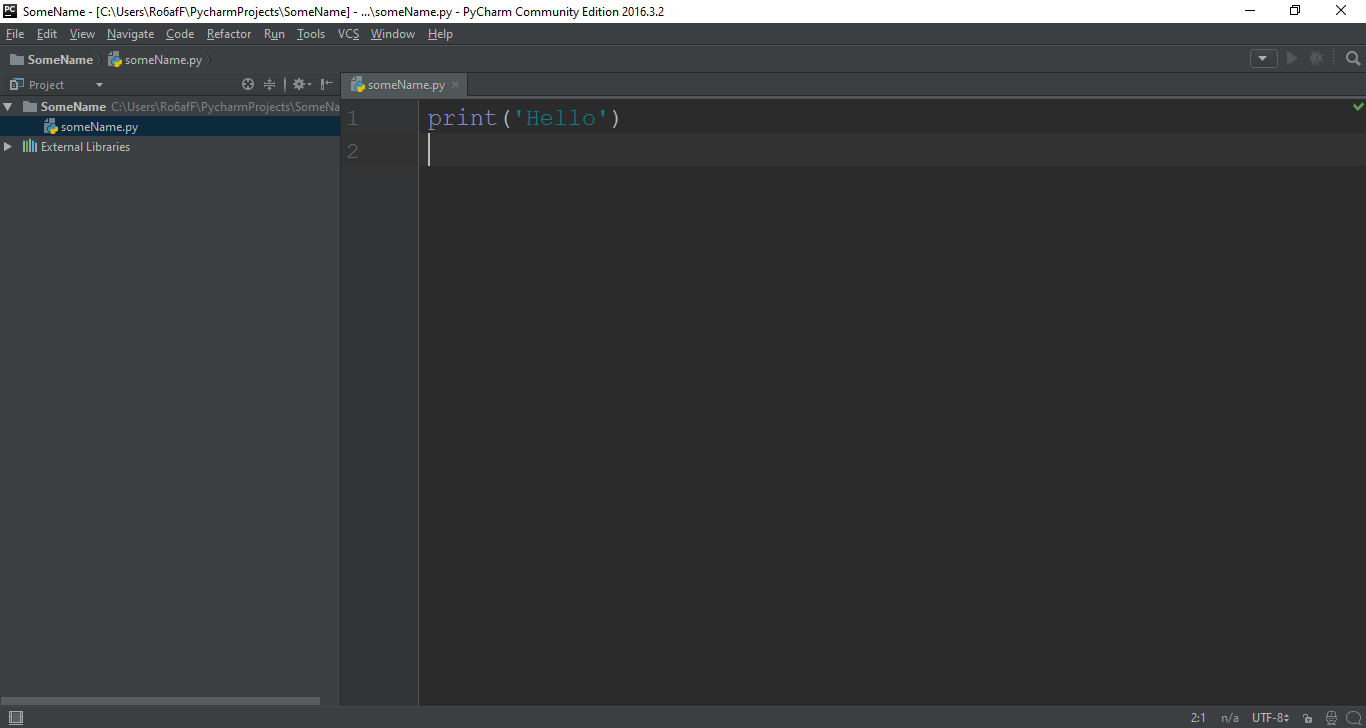 SomeName - [C:\Users\Ro6afF\PycharmProjects\SomeName] - ...\someName.py - PyCharm Community Edition 2016.3.2
File Edit View Navigate Code Refactor Run Tools VCS Window Help
SomeName someName.py
Project
someName.py
SomeName C:\Users\Ro6afF\PycharmProjects\SomeNa
someName.py
External Libraries
1 print('Hello')
2
2:1 n/a UTF-8